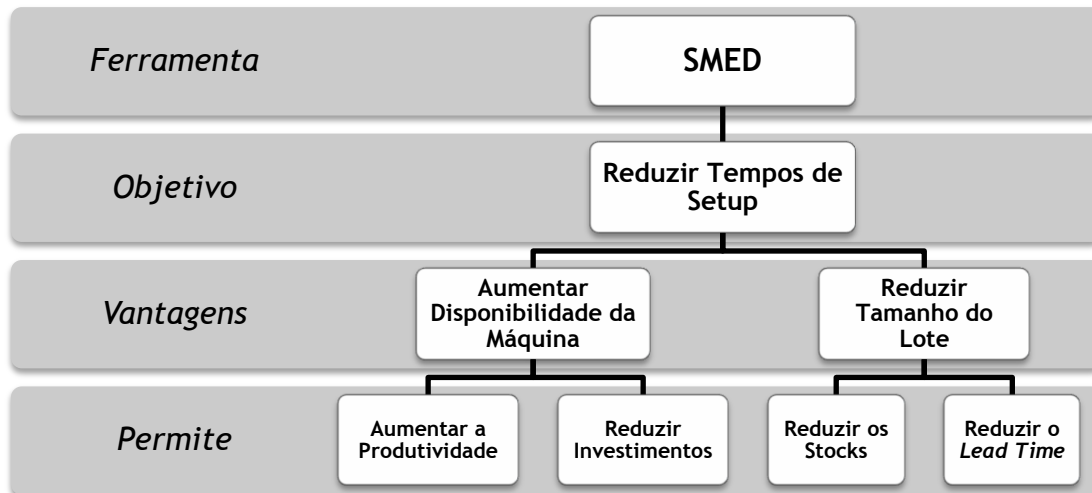 Ferramenta
SMED
Objetivo
Reduzir Tempos de
Setup
Vantagens
Aumentar
Disponibilidade da
Máquina
Reduzir
Tamanho do
Lote
Permite
Aumentar a
Produtividade
Reduzir
Investimentos
Reduzir os
Stocks
Reduzir o
Lead Time